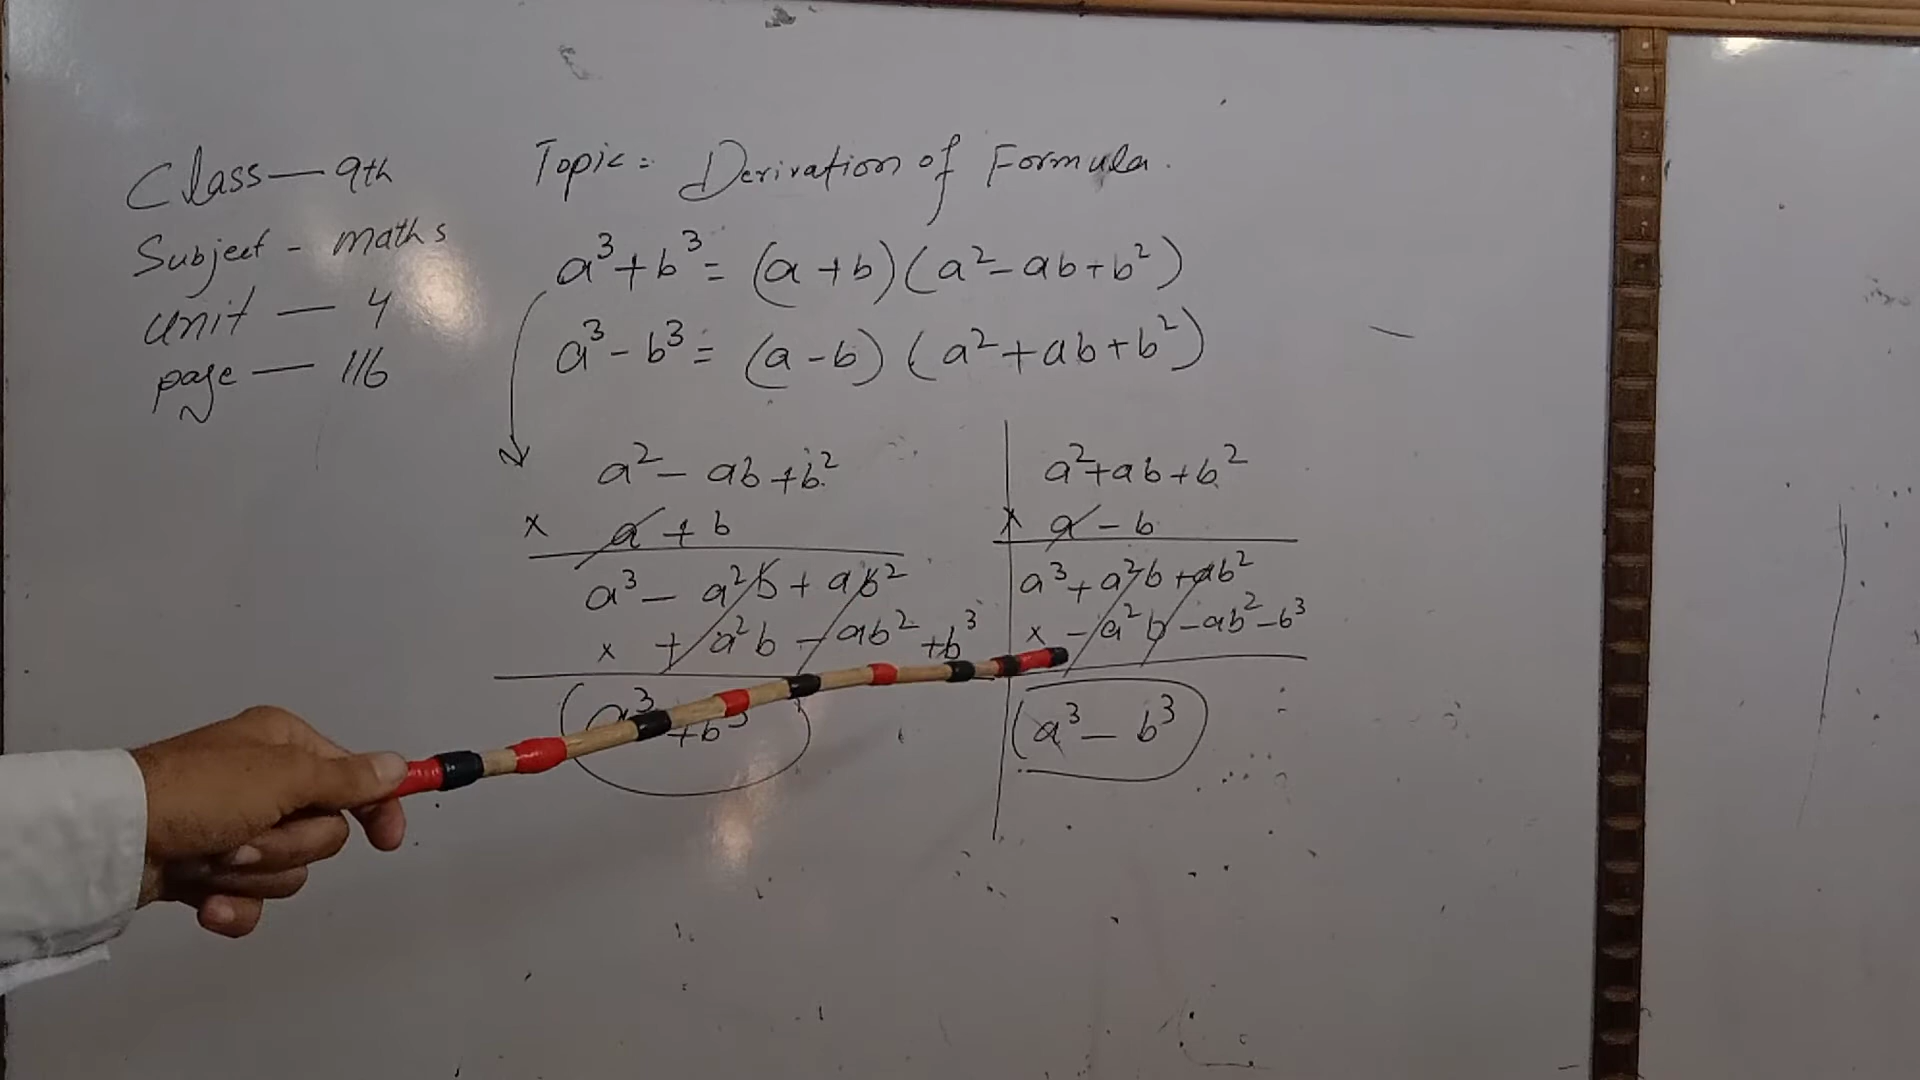 Class — 9th
Subject - maths
unit — 4
page — 116
Topic = Derivation of Formula.
a³+b³ = (a+b)(a²-ab+b²)
a³-b³ = (a-b)(a²+ab+b²)
a² - ab + b²
× a + b
a³ - a²b + ab²
× + a²b - ab² + b³
a³ + b³
a²+ab+b²
× a - b
a³ + a²b + ab²
× - a²b - ab² - b³
(a³ - b³